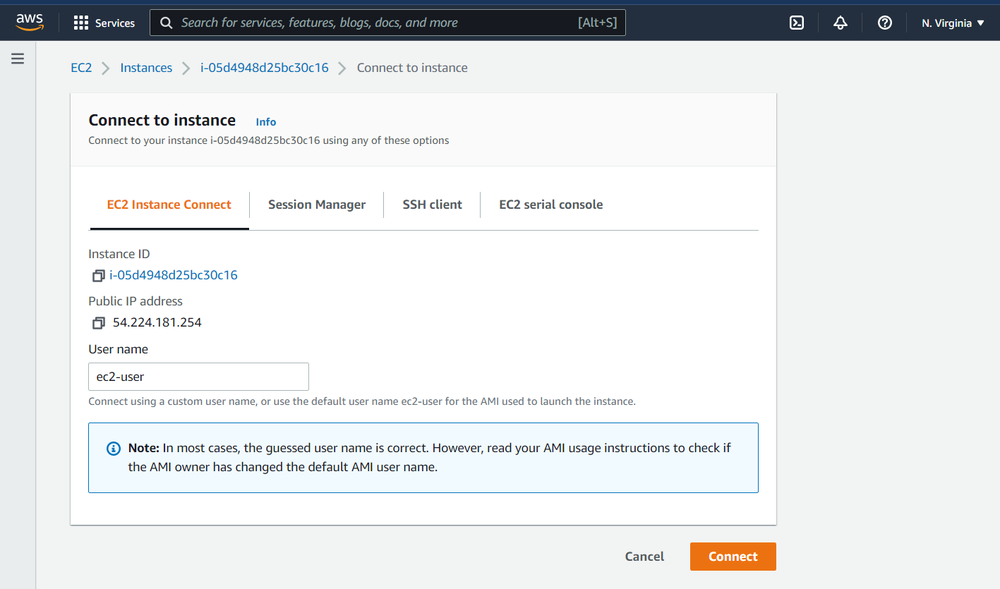 aws Services Search for services, features, blogs, docs, and more [Alt+S] N. Virginia
EC2 Instances i-05d4948d25bc30c16 Connect to instance
Connect to instance Info
Connect to your instance i-05d4948d25bc30c16 using any of these options
EC2 Instance Connect Session Manager SSH client EC2 serial console
Instance ID
i-05d4948d25bc30c16
Public IP address
54.224.181.254
User name
ec2-user
Connect using a custom user name, or use the default user name ec2-user for the AMI used to launch the instance.
Note: In most cases, the guessed user name is correct. However, read your AMI usage instructions to check if
the AMI owner has changed the default AMI user name.
Cancel Connect